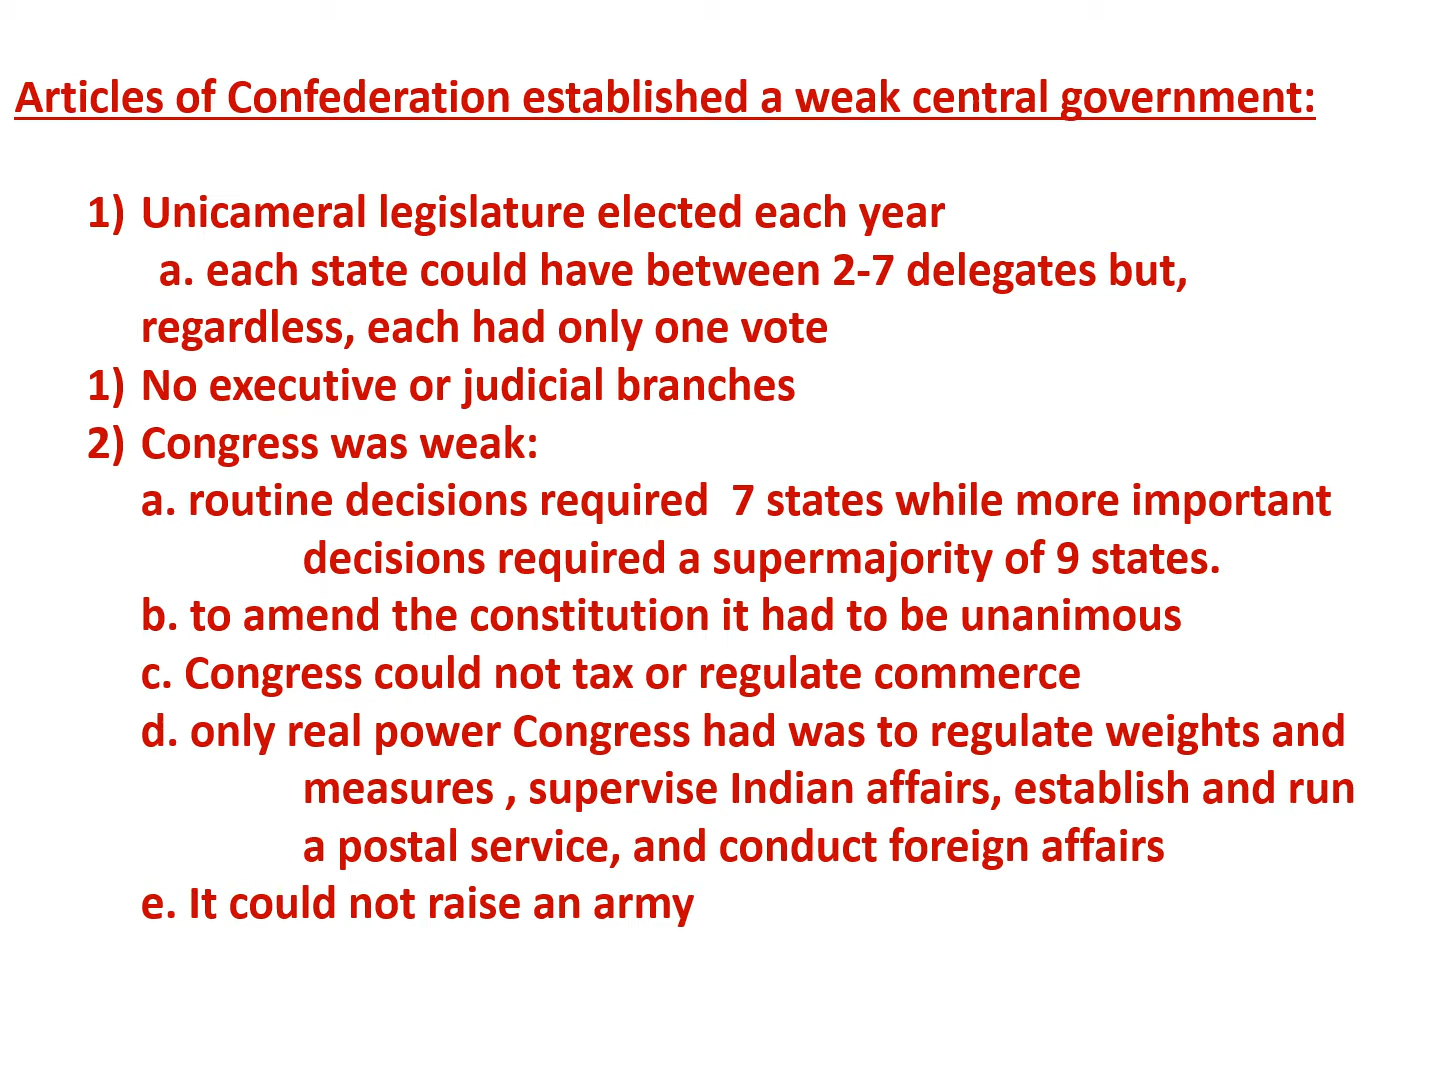 Articles of Confederation established a weak central government:
1) Unicameral legislature elected each year
a. each state could have between 2-7 delegates but,
regardless, each had only one vote
1) No executive or judicial branches
2) Congress was weak:
a. routine decisions required  7 states while more important
decisions required a supermajority of 9 states.
b. to amend the constitution it had to be unanimous
c. Congress could not tax or regulate commerce
d. only real power Congress had was to regulate weights and
measures , supervise Indian affairs, establish and run
a postal service, and conduct foreign affairs
e. It could not raise an army